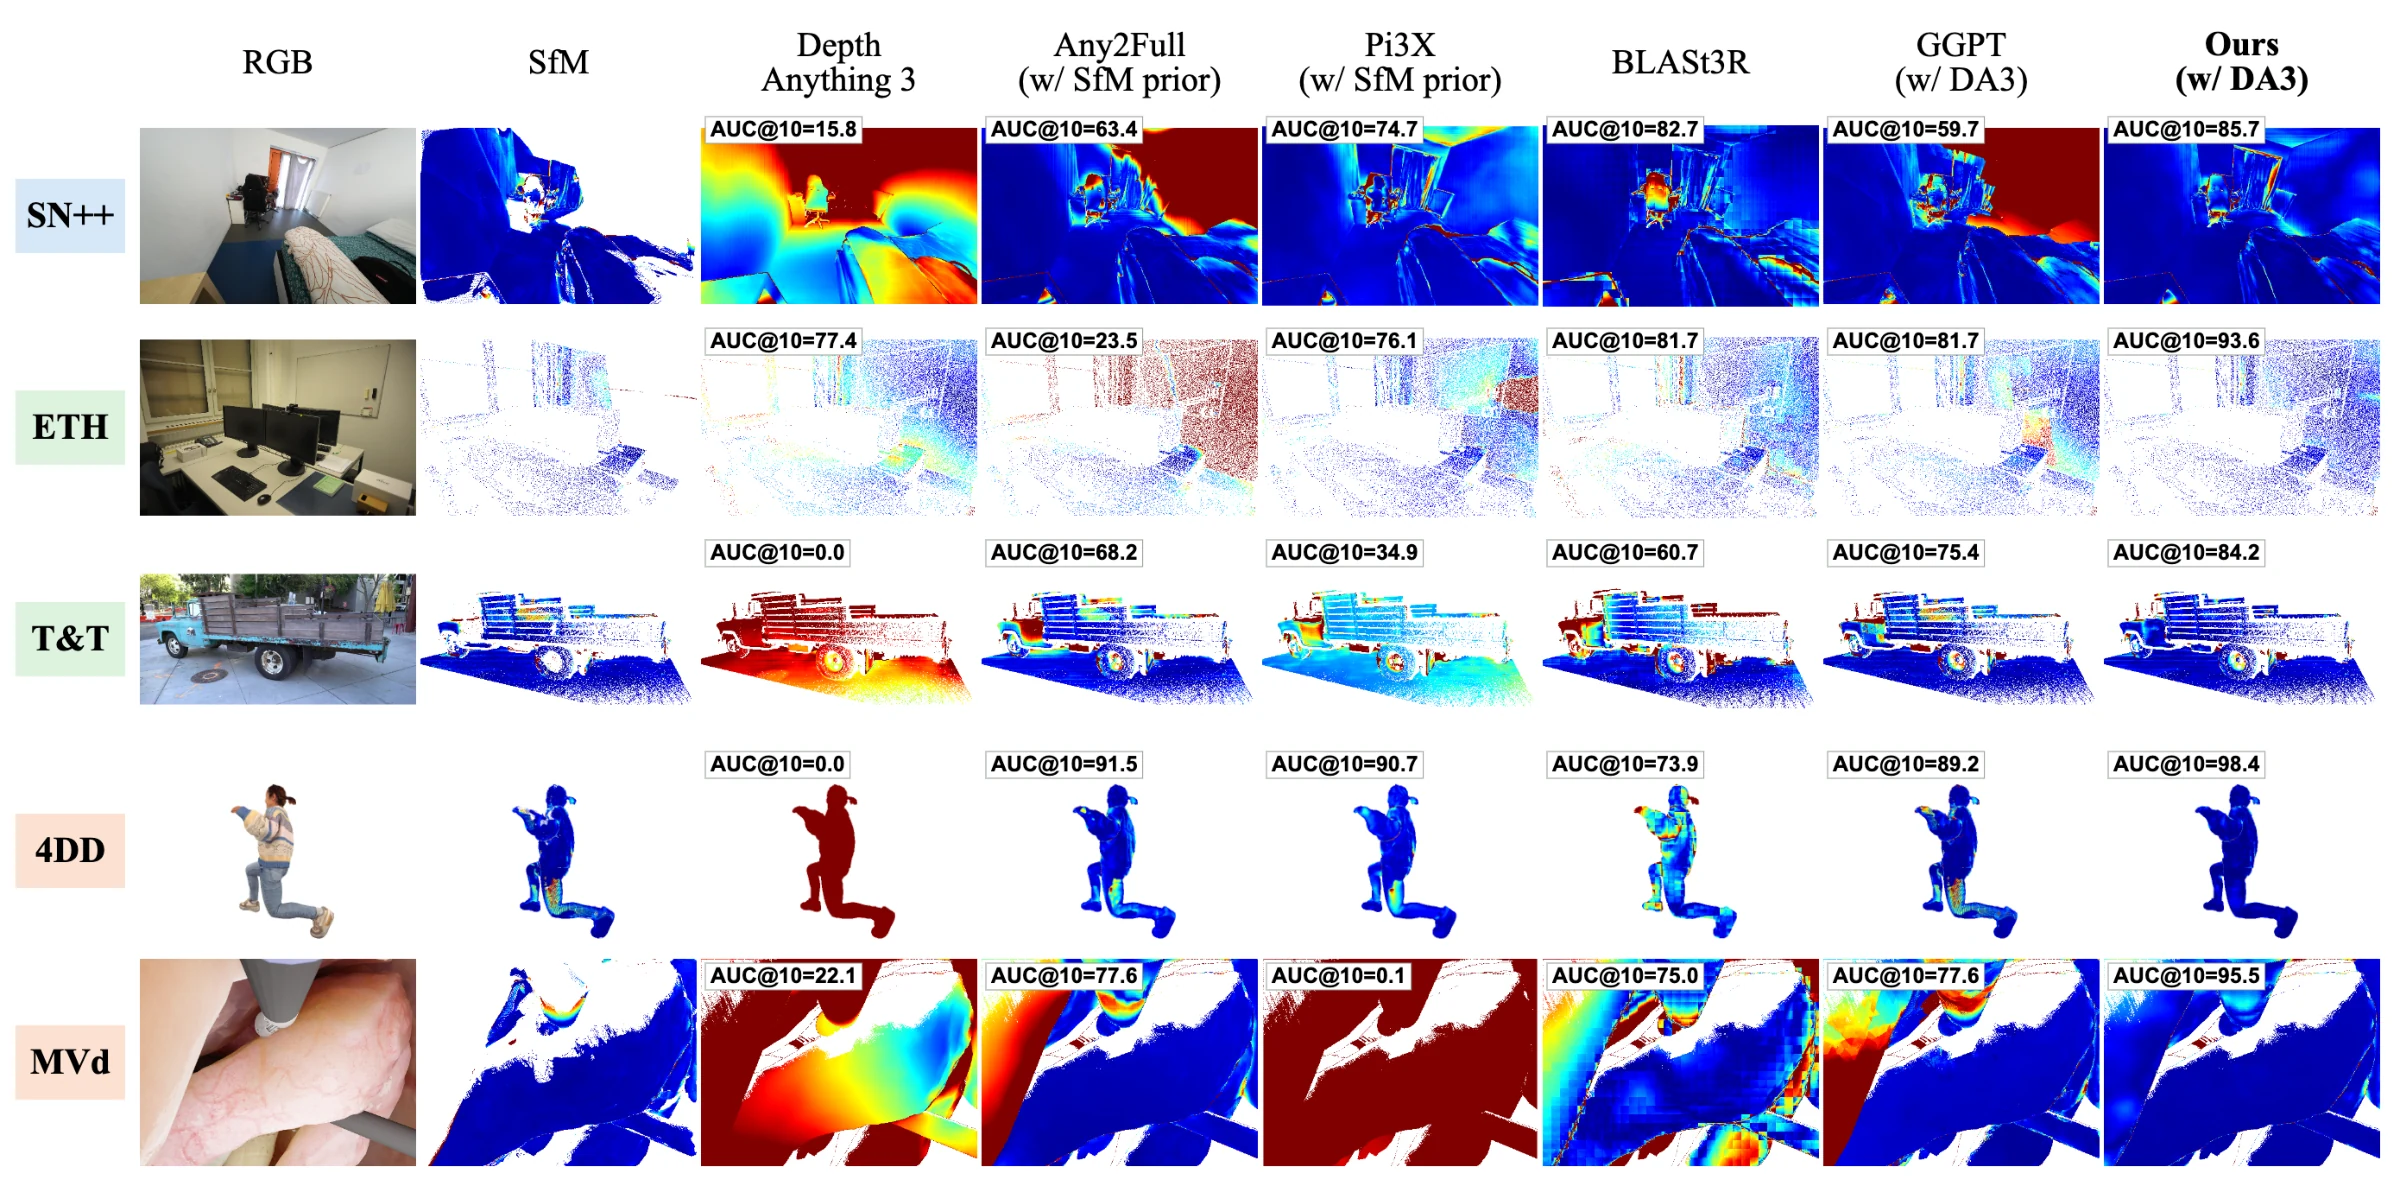 RGB
SfM
Depth
Anything 3
Any2Full
(w/ SfM prior)
Pi3X
(w/ SfM prior)
BLASt3R
GGPT
(w/ DA3)
Ours
(w/ DA3)
SN++
AUC@10=15.8
AUC@10=63.4
AUC@10=74.7
AUC@10=82.7
AUC@10=59.7
AUC@10=85.7
ETH
AUC@10=77.4
AUC@10=23.5
AUC@10=76.1
AUC@10=81.7
AUC@10=81.7
AUC@10=93.6
T&T
AUC@10=0.0
AUC@10=68.2
AUC@10=34.9
AUC@10=60.7
AUC@10=75.4
AUC@10=84.2
4DD
AUC@10=0.0
AUC@10=91.5
AUC@10=90.7
AUC@10=73.9
AUC@10=89.2
AUC@10=98.4
MVd
AUC@10=22.1
AUC@10=77.6
AUC@10=0.1
AUC@10=75.0
AUC@10=77.6
AUC@10=95.5